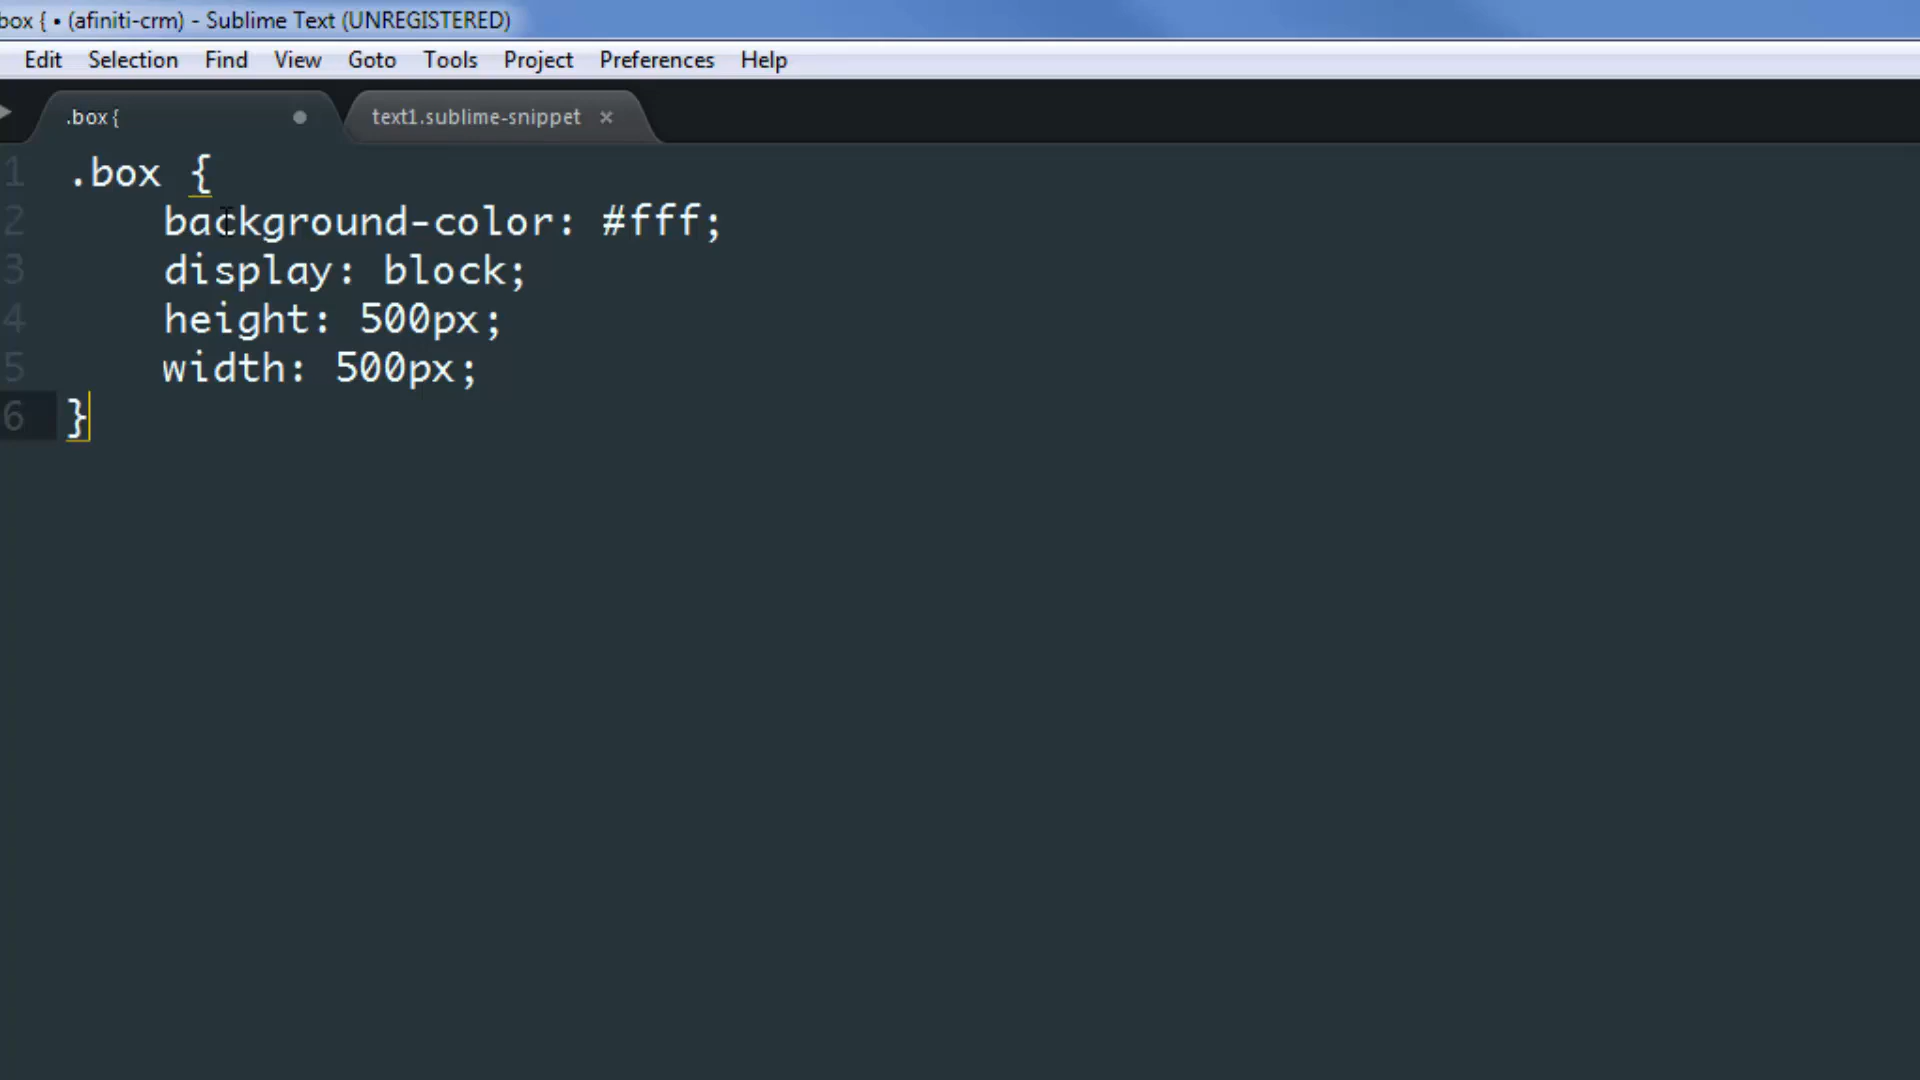 box { • (afiniti-crm) - Sublime Text (UNREGISTERED)
Edit Selection Find View Goto Tools Project Preferences Help
.box { text1.sublime-snippet ×
1 .box {
2 background-color: #fff;
3 display: block;
4 height: 500px;
5 width: 500px;
6 }